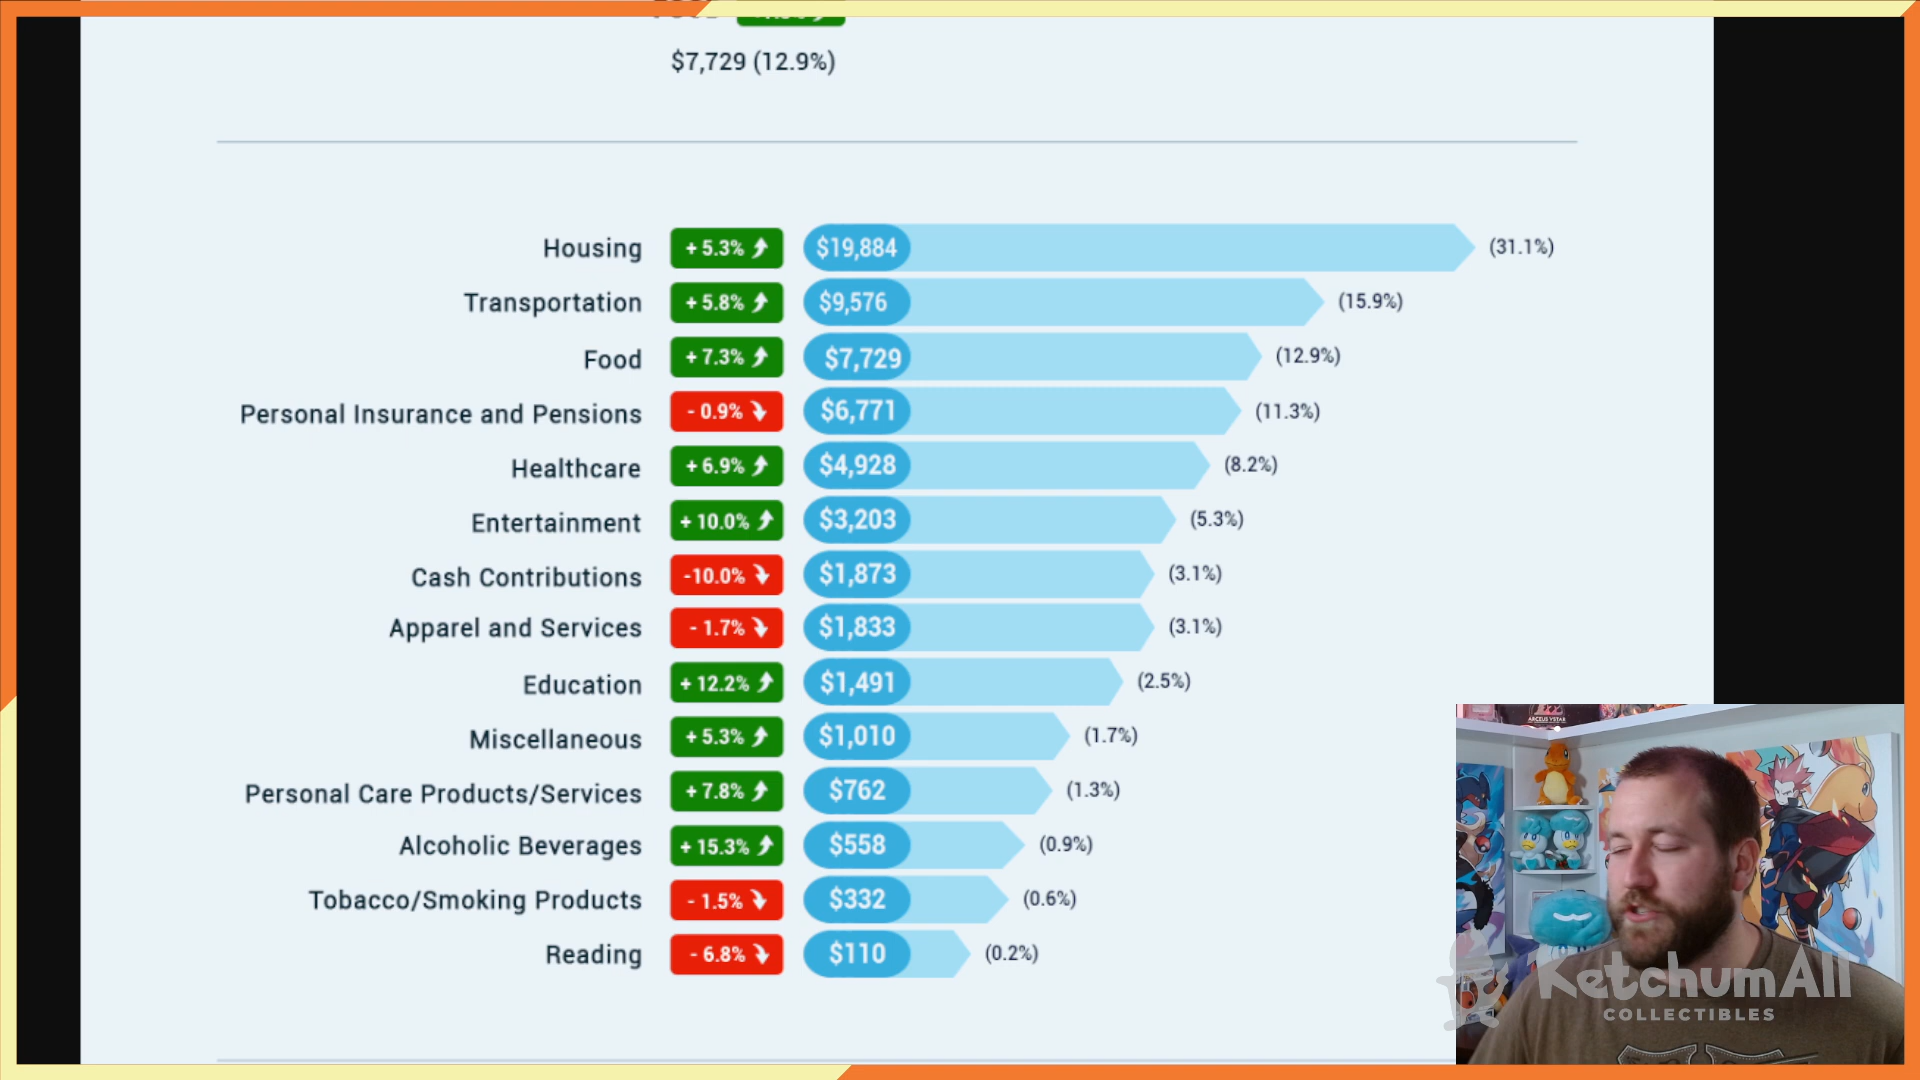 $7,729 (12.9%)
Housing + 5.3% $19,884 (31.1%)
Transportation + 5.8% $9,576 (15.9%)
Food + 7.3% $7,729 (12.9%)
Personal Insurance and Pensions - 0.9% $6,771 (11.3%)
Healthcare + 6.9% $4,928 (8.2%)
Entertainment + 10.0% $3,203 (5.3%)
Cash Contributions -10.0% $1,873 (3.1%)
Apparel and Services - 1.7% $1,833 (3.1%)
Education + 12.2% $1,491 (2.5%)
Miscellaneous + 5.3% $1,010 (1.7%)
Personal Care Products/Services + 7.8% $762 (1.3%)
Alcoholic Beverages + 15.3% $558 (0.9%)
Tobacco/Smoking Products - 1.5% $332 (0.6%)
Reading - 6.8% $110 (0.2%)
ARCEUS VSTAR
KetchumAll
COLLECTIBLES